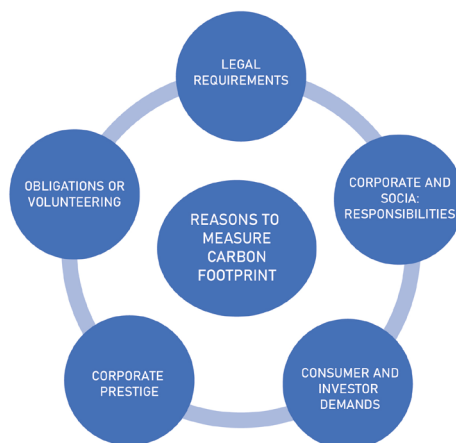 LEGAL
REQUIREMENTS
CORPORATE AND
SOCIA:
RESPONSIBILITIES
CONSUMER AND
INVESTOR
DEMANDS
CORPORATE
PRESTIGE
OBLIGATIONS OR
VOLUNTEERING
REASONS TO
MEASURE
CARBON
FOOTPRINT